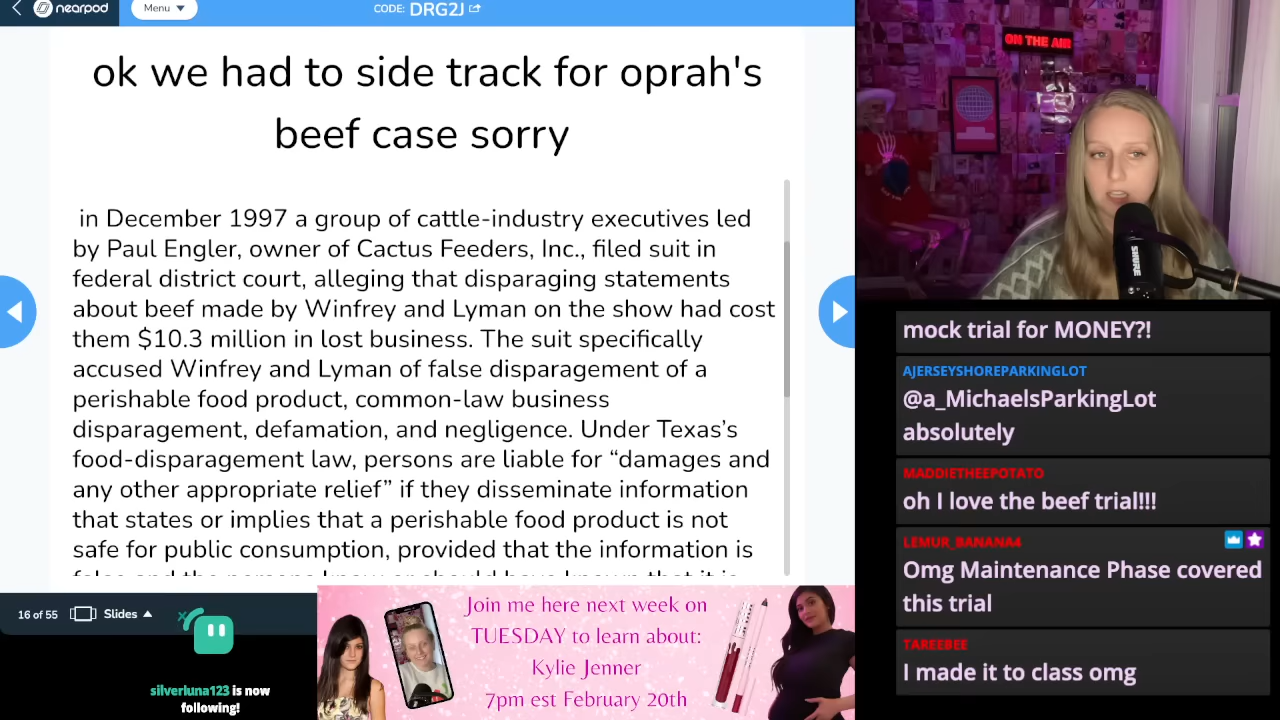 nearpod
Menu
CODE: DRG2J
ok we had to side track for oprah's
beef case sorry
in December 1997 a group of cattle-industry executives led
by Paul Engler, owner of Cactus Feeders, Inc., filed suit in
federal district court, alleging that disparaging statements
about beef made by Winfrey and Lyman on the show had cost
them $10.3 million in lost business. The suit specifically
accused Winfrey and Lyman of false disparagement of a
perishable food product, common-law business
disparagement, defamation, and negligence. Under Texas’s
food-disparagement law, persons are liable for “damages and
any other appropriate relief” if they disseminate information
that states or implies that a perishable food product is not
safe for public consumption, provided that the information is
16 of 55
Slides
silverluna123 is now
following!
Join me here next week on
TUESDAY to learn about:
Kylie Jenner
7pm est February 20th
ON THE AIR
SHURE
mock trial for MONEY?!
AJERSEYSHOREPARKINGLOT
@a_MichaelsParkingLot
absolutely
MADDIETHEEPOTATO
oh I love the beef trial!!!
LEMUR_BANANA4
Omg Maintenance Phase covered
this trial
TAREEBEE
I made it to class omg